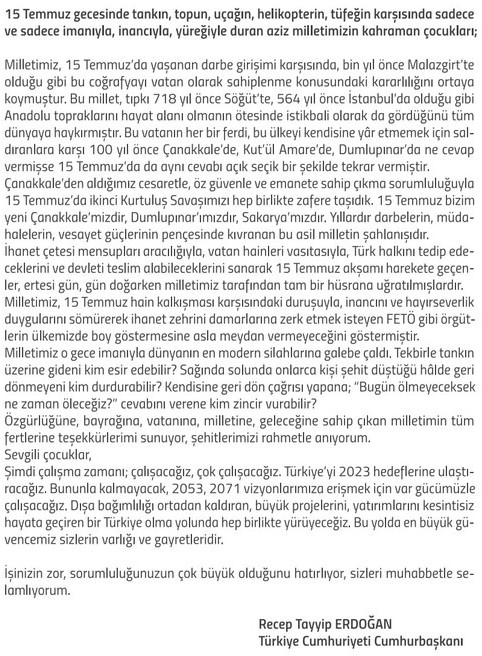 15 Temmuz gecesinde tankın, topun, uçağın, helikopterin, tüfeğin karşısında sadece
ve sadece imanıyla, inancıyla, yüreğiyle duran aziz milletimizin kahraman çocukları;
Milletimiz, 15 Temmuz’da yaşanan darbe girişimi karşısında, bin yıl önce Malazgirt’te
olduğu gibi bu coğrafyayı vatan olarak sahiplenme konusundaki kararlılığını ortaya
koymuştur. Bu millet, tıpkı 718 yıl önce Söğüt’te, 564 yıl önce İstanbul’da olduğu gibi
Anadolu topraklarını hayat alanı olmanın ötesinde istikbali olarak da gördüğünü tüm
dünyaya haykırmıştır. Bu vatanın her bir ferdi, bu ülkeyi kendisine yâr etmemek için sal-
dıranlara karşı 100 yıl önce Çanakkale’de, Kut’ül Amare’de, Dumlupınar’da ne cevap
vermişse 15 Temmuz’da da aynı cevabı açık seçik bir şekilde tekrar vermiştir.
Çanakkale’den aldığımız cesaretle, öz güvenle ve emanete sahip çıkma sorumluluğuyla
15 Temmuz’da ikinci Kurtuluş Savaşımızı hep birlikte zafere taşıdık. 15 Temmuz bizim
yeni Çanakkale’mizdir, Dumlupınar’ımızdır, Sakarya’mızdır. Yıllardır darbelerin, müda-
halelerin, vesayet güçlerinin pençesinde kıvranan bu asil milletin şahlanışıdır.
İhanet çetesi mensupları aracılığıyla, vatan hainleri vasıtasıyla, Türk halkını tedip ede-
ceklerini ve devleti teslim alabileceklerini sanarak 15 Temmuz akşamı harekete geçen-
ler, ertesi gün, gün doğarken milletimiz tarafından tam bir hüsrana uğratılmışlardır.
Milletimiz, 15 Temmuz hain kalkışması karşısındaki duruşuyla, inancını ve hayırseverlik
duygularını sömürerek ihanet zehrini damarlarına zerk etmek isteyen FETÖ gibi örgüt-
lerin ülkemizde boy göstermesine asla meydan vermeyeceğini göstermiştir.
Milletimiz o gece imanıyla dünyanın en modern silahlarına galebe çaldı. Tekbirle tankın
üzerine gideni kim esir edebilir? Sağında solunda onlarca kişi şehit düştüğü hâlde geri
dönmeyeni kim durdurabilir? Kendisine geri dön çağrısı yapana; “Bugün ölmeyeceksek
ne zaman öleceğiz?” cevabını verene kim zincir vurabilir?
Özgürlüğüne, bayrağına, vatanına, milletine, geleceğine sahip çıkan milletimin tüm
fertlerine teşekkürlerimi sunuyor, şehitlerimizi rahmetle anıyorum.
Sevgili çocuklar,
Şimdi çalışma zamanı; çalışacağız, çok çalışacağız. Türkiye’yi 2023 hedeflerine ulaştı-
racağız. Bununla kalmayacak, 2053, 2071 vizyonlarımıza erişmek için var gücümüzle
çalışacağız. Dışa bağımlılığı ortadan kaldıran, büyük projelerini, yatırımlarını kesintisiz
hayata geçiren bir Türkiye olma yolunda hep birlikte yürüyeceğiz. Bu yolda en büyük gü-
vencemiz sizlerin varlığı ve gayretleridir.
İşinizin zor, sorumluluğunuzun çok büyük olduğunu hatırlıyor, sizleri muhabbetle se-
lamlıyorum.
Recep Tayyip ERDOĞAN
Türkiye Cumhuriyeti Cumhurbaşkanı